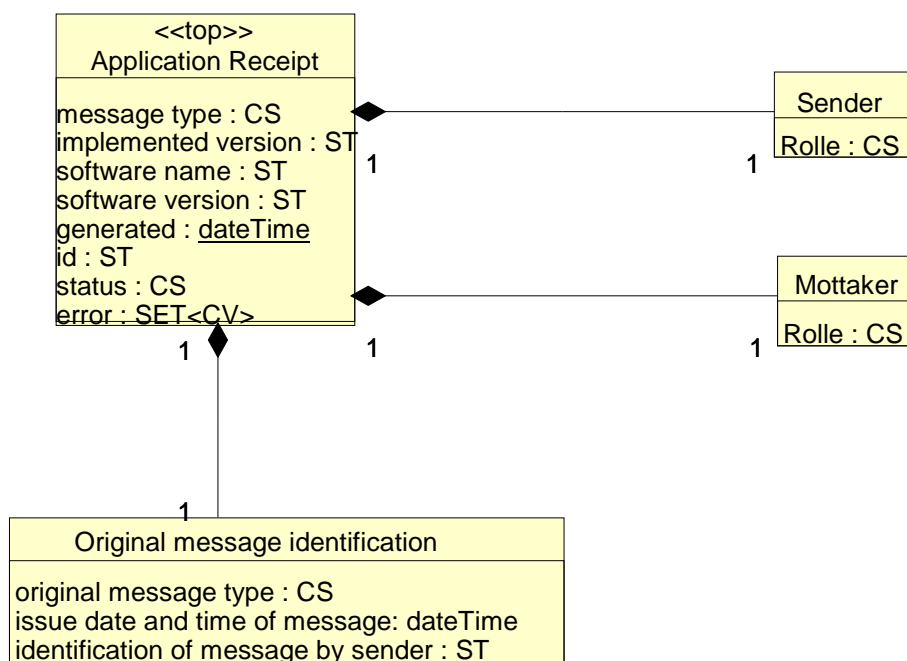 <<top>>
Application Receipt
message type : CS
implemented version : ST
software name : ST
software version : ST
generated : dateTime
id : ST
status : CS
error : SET<CV>
1
1
Sender
Rolle : CS
1
1
Mottaker
Rolle : CS
1
1
Original message identification
original message type : CS
issue date and time of message: dateTime
identification of message by sender : ST